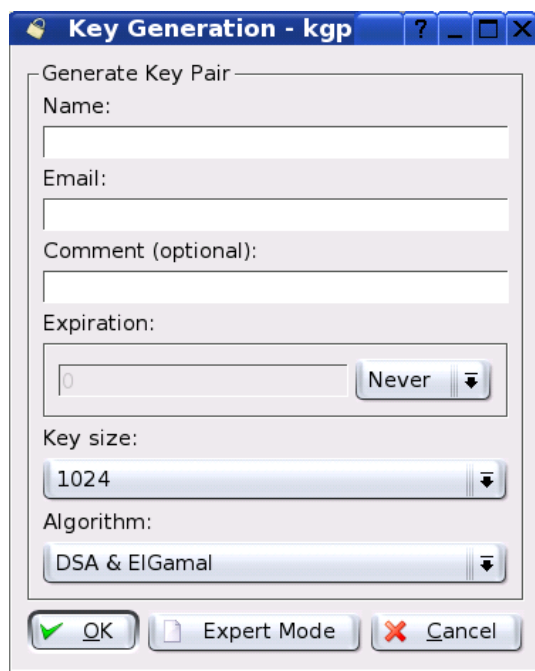 Key Generation - kgp
Generate Key Pair
Name:
Email:
Comment (optional):
Expiration:
0 Never
Key size:
1024
Algorithm:
DSA & ElGamal
OK Expert Mode Cancel